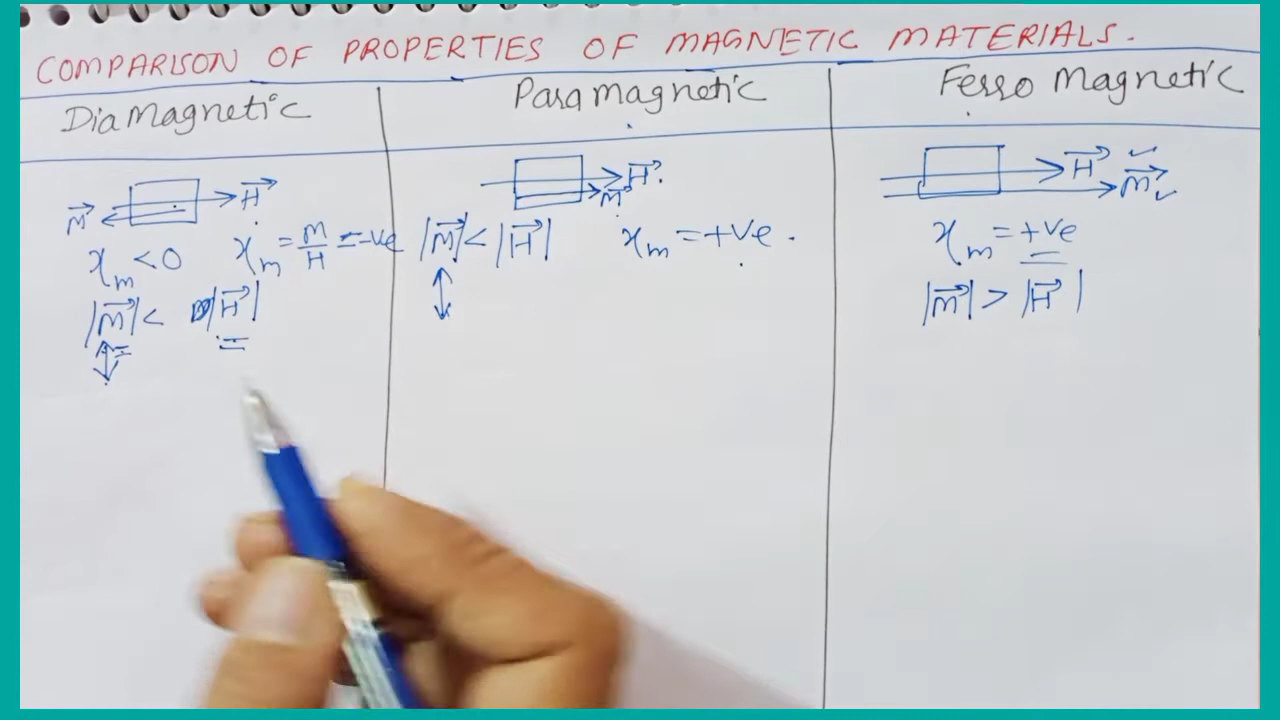 COMPARISON OF PROPERTIES OF MAGNETIC MATERIALS.
DiaMagnetic
M⃗ H⃗
χm < 0 χm = M/H = -ve
|M⃗| < |H⃗|
Paramagnetic
H⃗.
M⃗
|M⃗| < |H⃗| χm = +ve.
Ferro Magnetic
H⃗ ✓
M⃗ ✓
χm = +ve
|M⃗| > |H⃗|